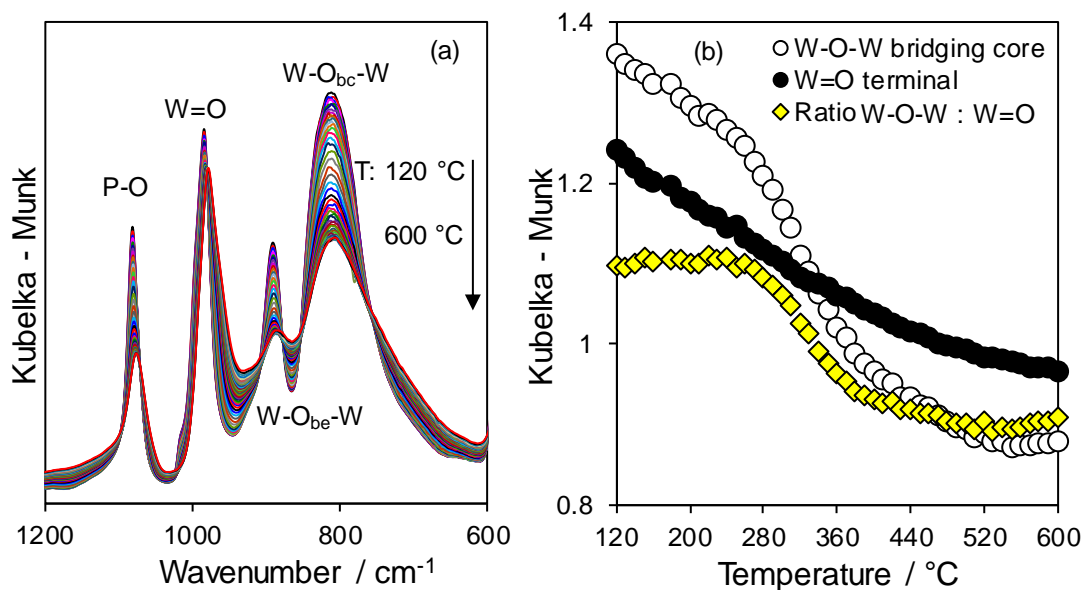 (a)
W-Obc-W
W=O
T: 120 °C
P-O
600 °C
W-Obe-W
Kubelka - Munk
1200
1000
800
600
Wavenumber / cm-1
(b)
W-O-W bridging core
W=O terminal
Ratio W-O-W : W=O
Kubelka - Munk
1.4
1.2
1
0.8
120
200
280
360
440
520
600
Temperature / °C